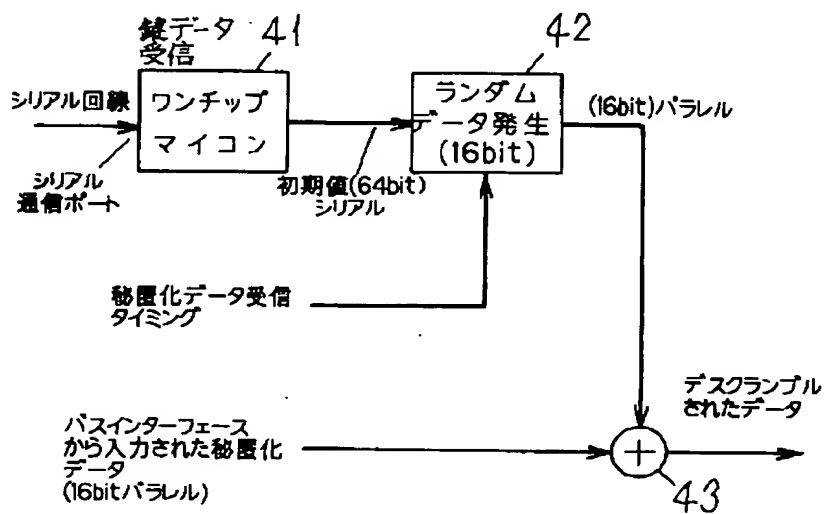 鍵データ
受信
41
42
シリアル回線
ワンチップ
マイコン
ランダム
データ発生
(16bit)
(16bit)パラレル
シリアル
通信ポート
初期値(64bit)
シリアル
秘匿化データ受信
タイミング
デスクランブル
されたデータ
バスインターフェース
から入力された秘匿化
データ
(16bitパラレル)
+
43